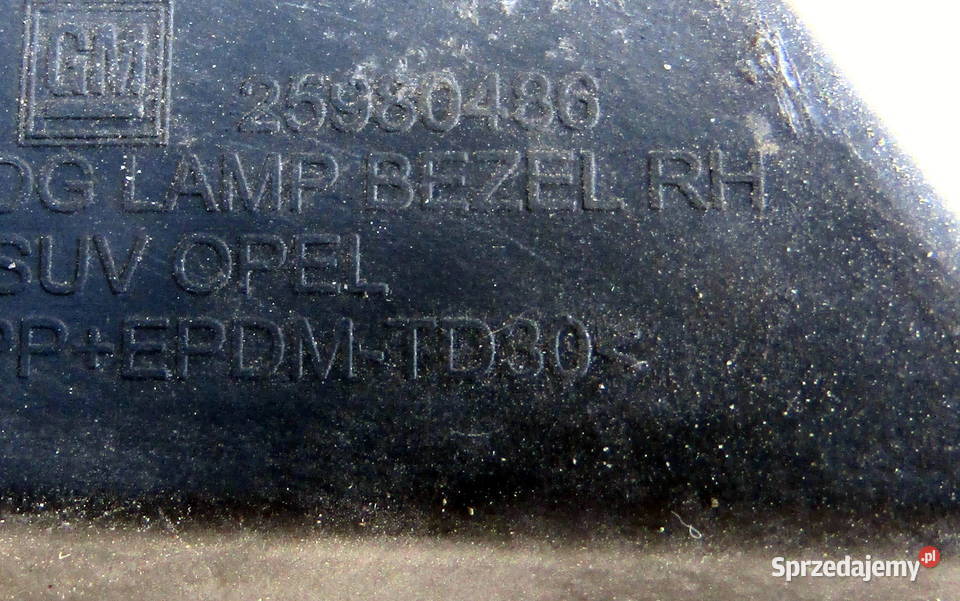 GM
25980486
OG LAMP BEZEL RH
SUV OPEL
PP+EPDM-TD30<
Sprzedajemy.pl